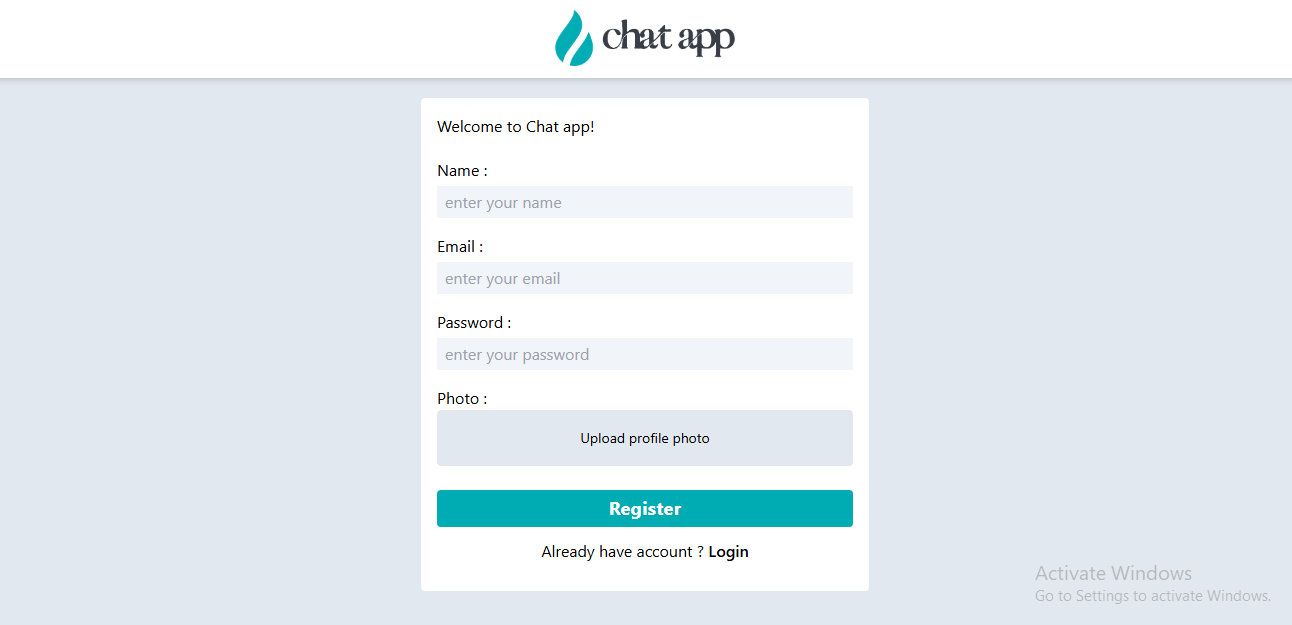 chat app
Welcome to Chat app!
Name :
enter your name
Email :
enter your email
Password :
enter your password
Photo :
Upload profile photo
Register
Already have account ? Login
Activate Windows
Go to Settings to activate Windows.